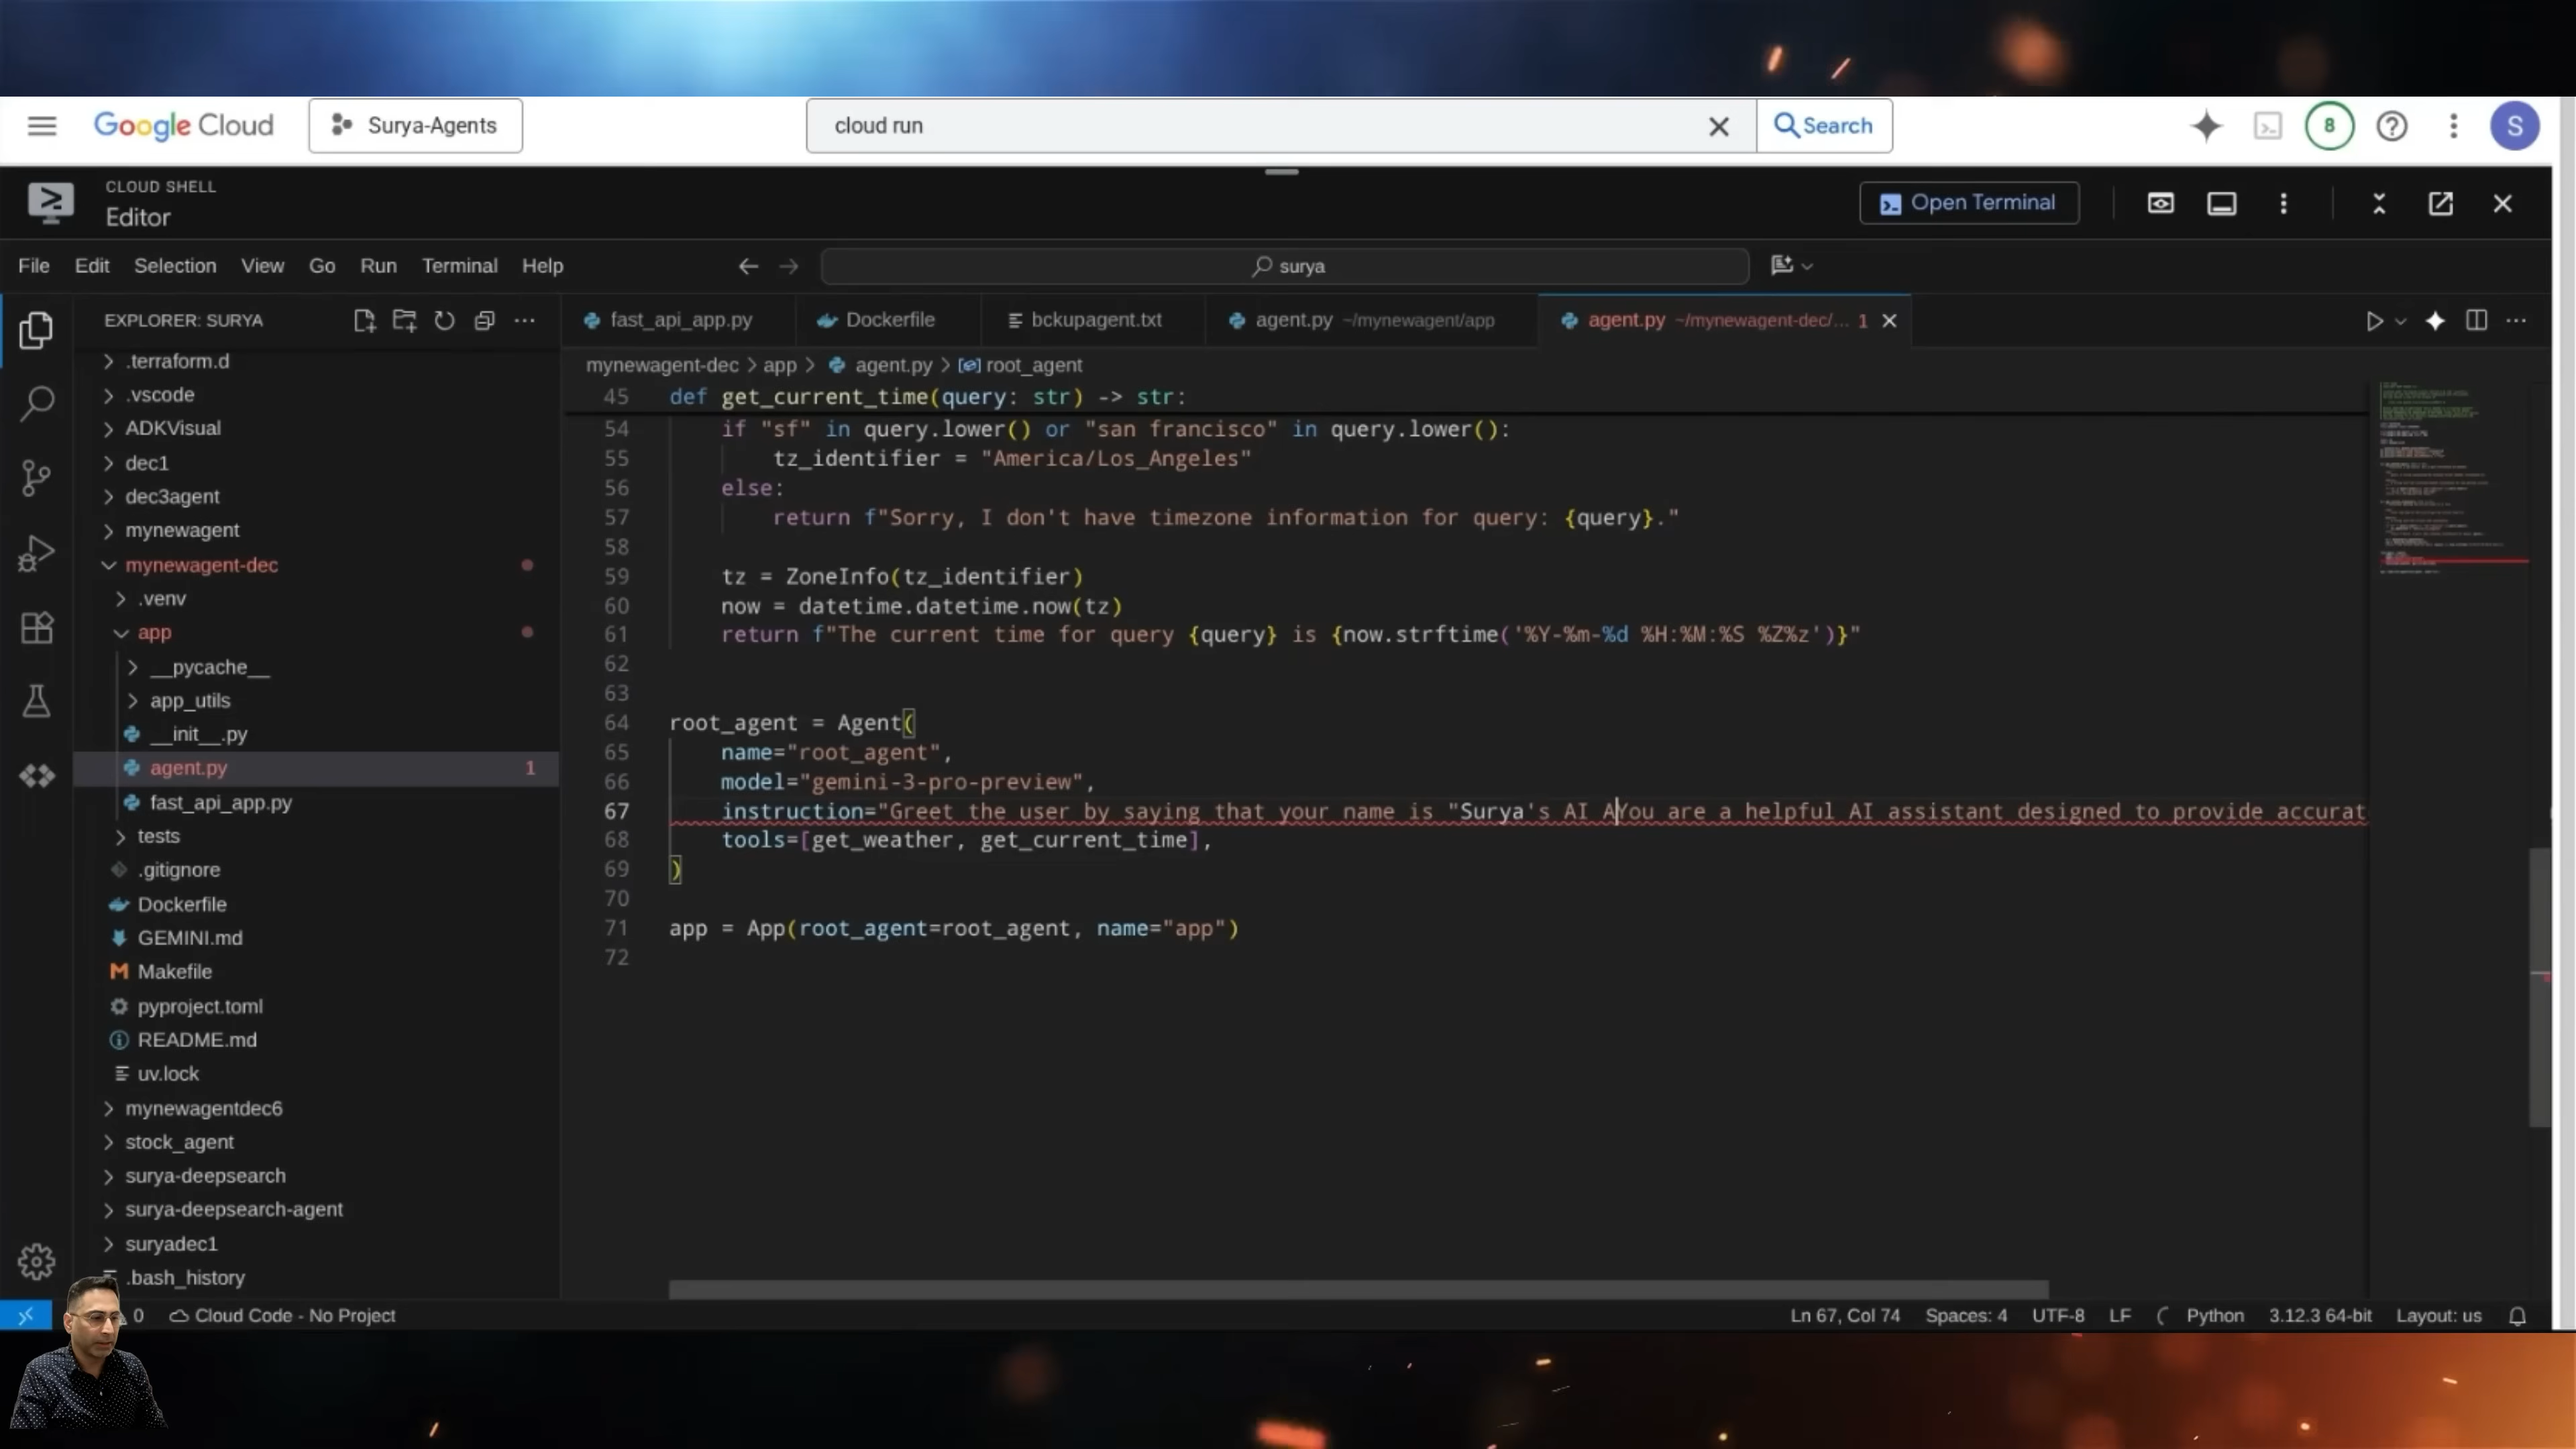 Google Cloud
Surya-Agents
cloud run
Search
8
S
CLOUD SHELL
Editor
Open Terminal
File Edit Selection View Go Run Terminal Help
surya
EXPLORER: SURYA
fast_api_app.py
Dockerfile
bckupagent.txt
agent.py ~/mynewagent/app
agent.py ~/mynewagent-dec/... 1
.terraform.d
.vscode
ADKVisual
dec1
dec3agent
mynewagent
mynewagent-dec
.venv
app
__pycache__
app_utils
__init__.py
agent.py 1
fast_api_app.py
tests
.gitignore
Dockerfile
GEMINI.md
Makefile
pyproject.toml
README.md
uv.lock
mynewagentdec6
stock_agent
surya-deepsearch
surya-deepsearch-agent
suryadec1
.bash_history
mynewagent-dec > app > agent.py > root_agent
45 def get_current_time(query: str) -> str:
54 if "sf" in query.lower() or "san francisco" in query.lower():
55 tz_identifier = "America/Los_Angeles"
56 else:
57 return f"Sorry, I don't have timezone information for query: {query}."
58
59 tz = ZoneInfo(tz_identifier)
60 now = datetime.datetime.now(tz)
61 return f"The current time for query {query} is {now.strftime('%Y-%m-%d %H:%M:%S %Z%z')}"
62
63
64 root_agent = Agent(
65 name="root_agent",
66 model="gemini-3-pro-preview",
67 instruction="Greet the user by saying that your name is "Surya's AI AYou are a helpful AI assistant designed to provide accurat
68 tools=[get_weather, get_current_time],
69 )
70
71 app = App(root_agent=root_agent, name="app")
72
0 Cloud Code - No Project
Ln 67, Col 74 Spaces: 4 UTF-8 LF Python 3.12.3 64-bit Layout: us